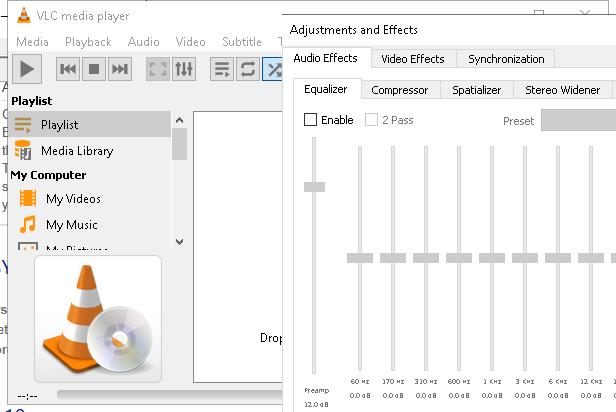 VLC media player
Media Playback Audio Video Subtitle T
Playlist
Playlist
Media Library
My Computer
My Videos
My Music
My Pictures
Drop
--:--
Adjustments and Effects
Audio Effects Video Effects Synchronization
Equalizer Compressor Spatializer Stereo Widener
Enable 2 Pass Preset
60 Hz 170 Hz 310 Hz 600 Hz 1 KHz 3 KHz 6 KHz 12 KHz
Preamp 0.0 dB 0.0 dB 0.0 dB 0.0 dB 0.0 dB 0.0 dB 0.0 dB 0.0 dB
12.0 dB